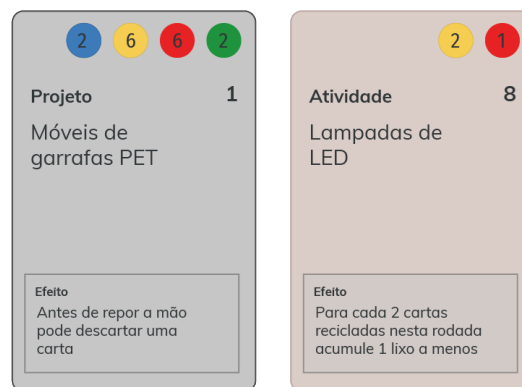 2 6 6 2
Projeto 1
Móveis de
garrafas PET
Efeito
Antes de repor a mão
pode descartar uma
carta
2 1
Atividade 8
Lampadas de
LED
Efeito
Para cada 2 cartas
recicladas nesta rodada
acumule 1 lixo a menos